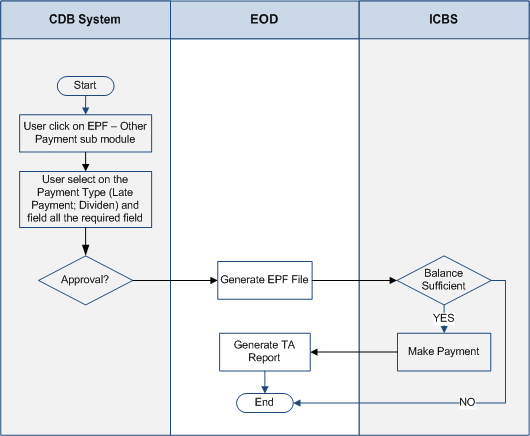 CDB System
EOD
ICBS
Start
User click on EPF – Other
Payment sub module
User select on the
Payment Type (Late
Payment; Dividen) and
field all the required field
Approval?
Generate EPF File
Balance
Sufficient
YES
Generate TA
Report
Make Payment
End
NO